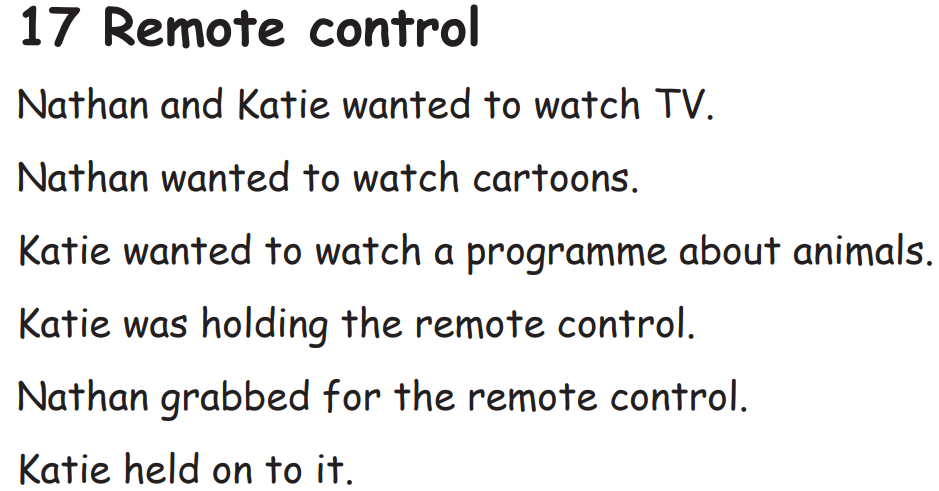 17 Remote control
Nathan and Katie wanted to watch TV.
Nathan wanted to watch cartoons.
Katie wanted to watch a programme about animals.
Katie was holding the remote control.
Nathan grabbed for the remote control.
Katie held on to it.